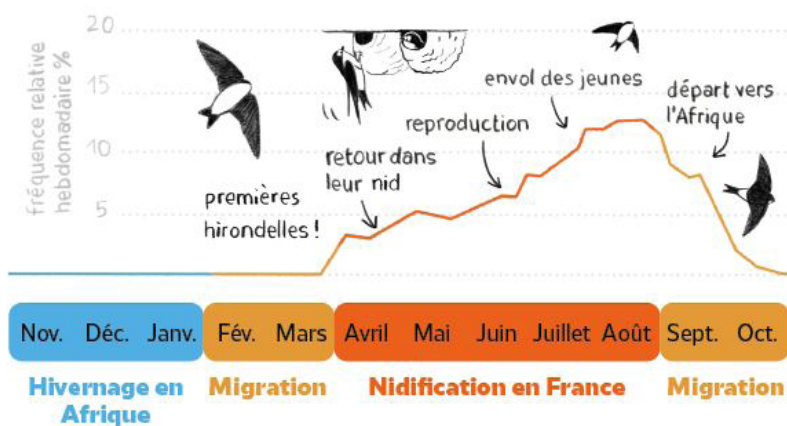 fréquence relative
hebdomadaire %
20
15
10
5
premières
hirondelles !
retour dans
leur nid
reproduction
envol des jeunes
départ vers
l'Afrique
Nov. Déc. Janv. Fév. Mars Avril Mai Juin Juillet Août Sept. Oct.
Hivernage en
Afrique
Migration
Nidification en France
Migration